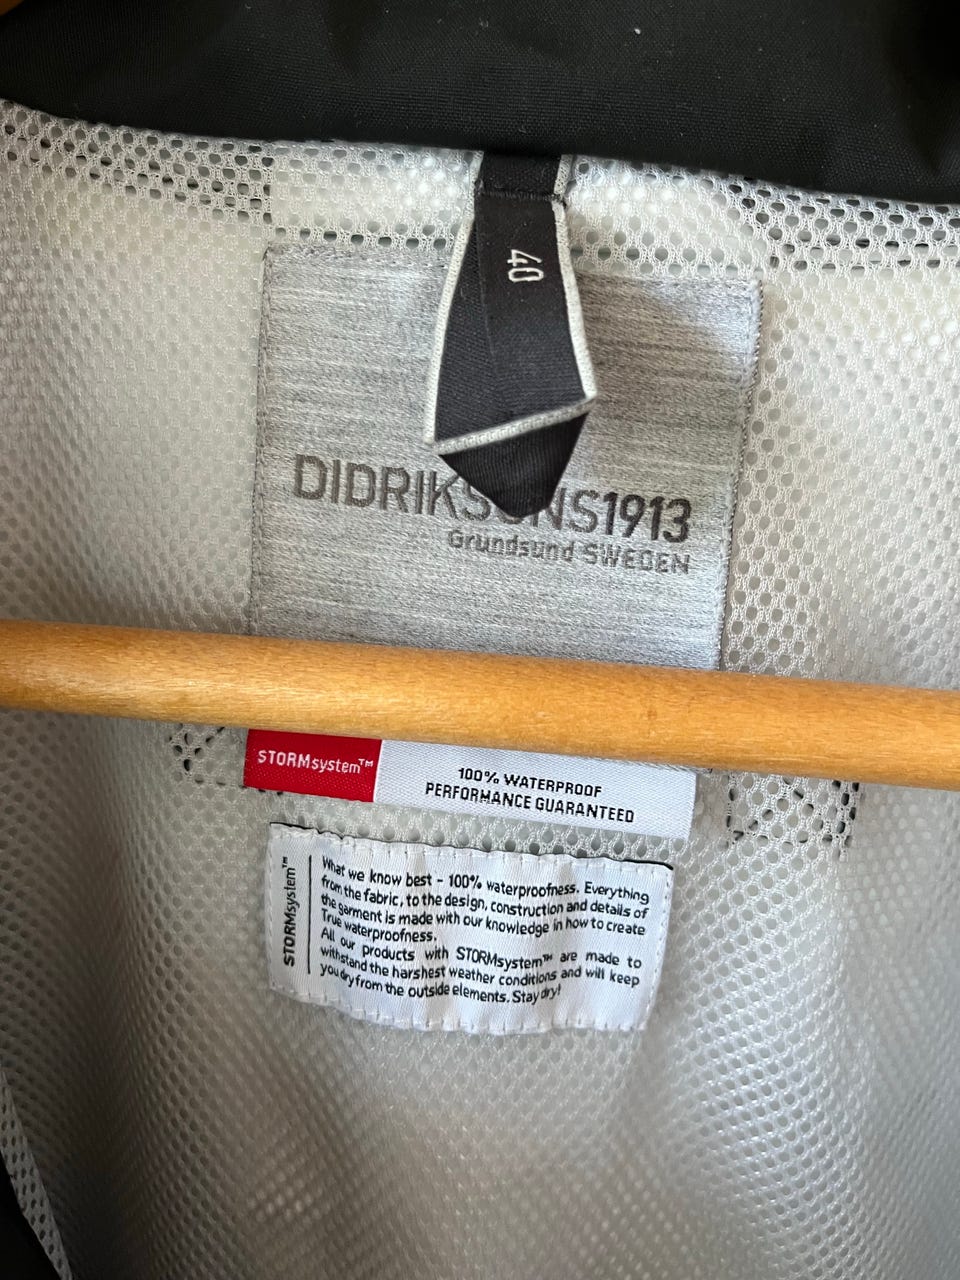 40
DIDRIKSONS1913
Grundsund SWEDEN
STORMsystem™
100% WATERPROOF
PERFORMANCE GUARANTEED
STORMsystem™
What we know best - 100% waterproofness. Everything
from the fabric, to the design, construction and details of
the garment is made with our knowledge in how to create
True waterproofness.
All our products with STORMsystem™ are made to
withstand the harshest weather conditions and will keep
you dry from the outside elements. Stay dry!